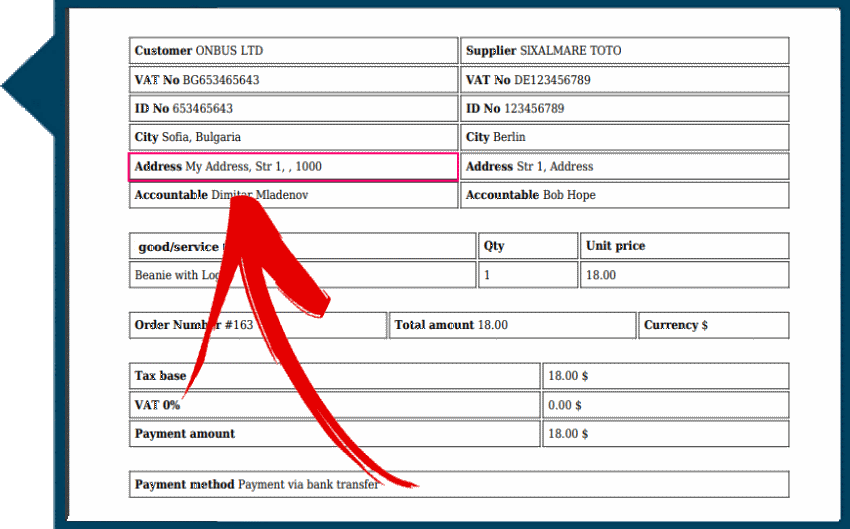 Customer ONBUS LTD Supplier SIXALMARE TOTO
VAT No BG653465643 VAT No DE123456789
ID No 653465643 ID No 123456789
City Sofia, Bulgaria City Berlin
Address My Address, Str 1, , 1000 Address Str 1, Address
Accountable Dimiter Mladenov Accountable Bob Hope
good/service Qty Unit price
Beanie with 1 18.00
Order Number #163 Total amount 18.00 Currency $
Tax base 18.00 $
VAT 0% 0.00 $
Payment amount 18.00 $
Payment method Payment via bank transfer